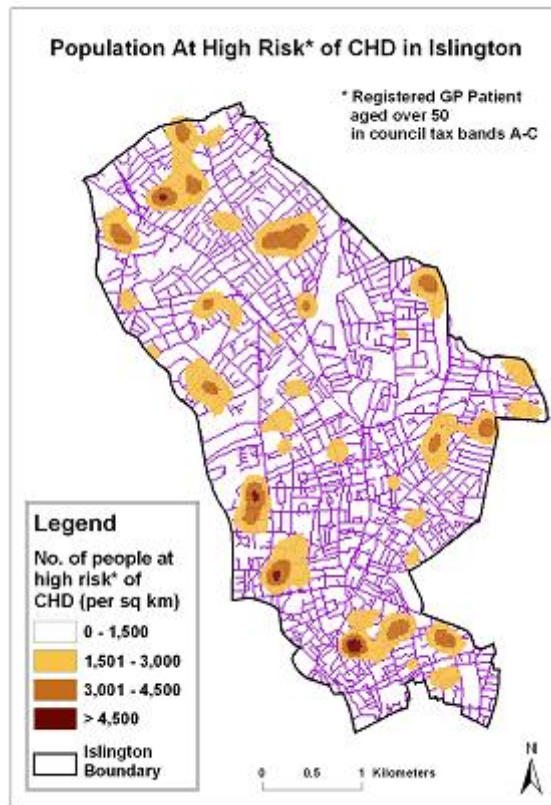 Population At High Risk* of CHD in Islington
* Registered GP Patient
aged over 50
in council tax bands A-C
Legend
No. of people at
high risk* of
CHD (per sq km)
0 - 1,500
1,501 - 3,000
3,001 - 4,500
> 4,500
Islington
Boundary
0 0.5 1 Kilometers
N